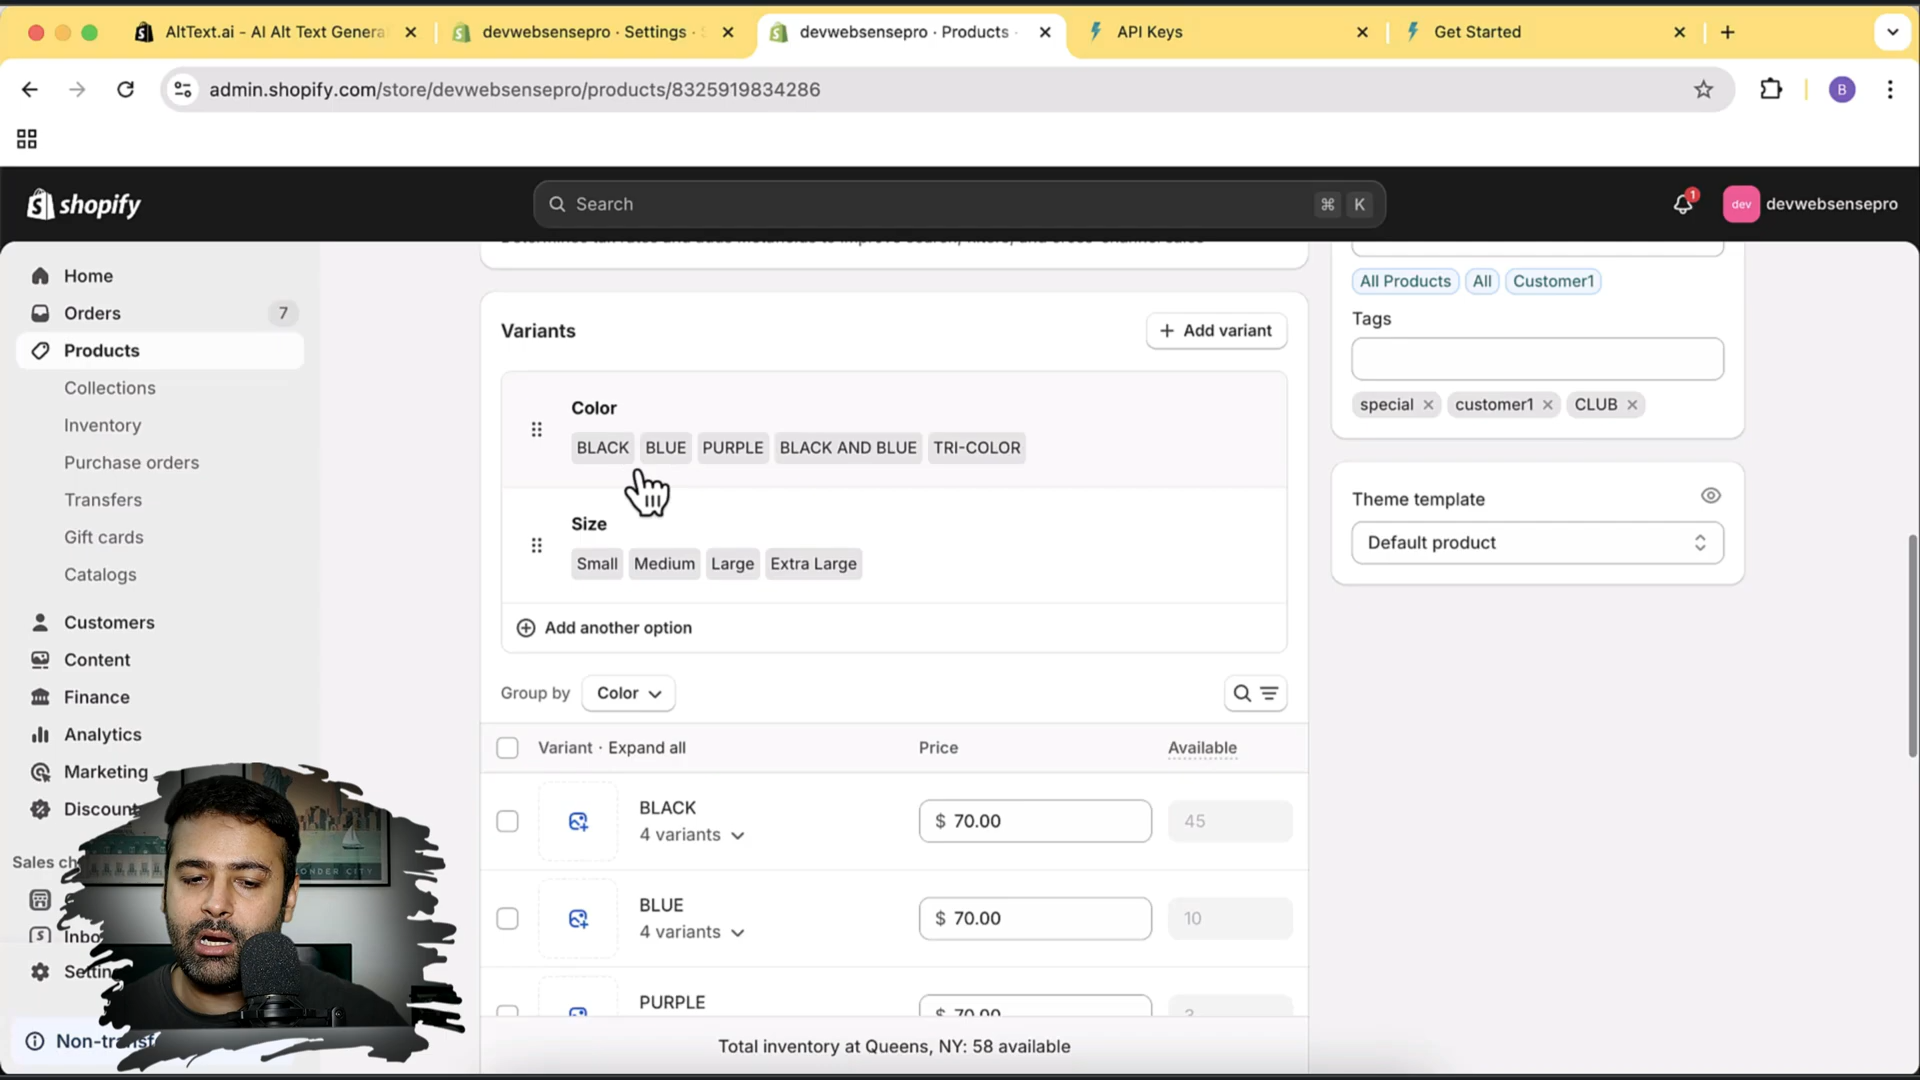 AltText.ai - AI Alt Text Genera
devwebsensepro · Settings ·
devwebsensepro · Products ·
API Keys
Get Started
admin.shopify.com/store/devwebsensepro/products/8325919834286
B
shopify
Search
⌘ K
1
dev
devwebsensepro
Home
Orders 7
Products
Collections
Inventory
Purchase orders
Transfers
Gift cards
Catalogs
Customers
Content
Finance
Analytics
Marketing
Discount
Sales ch
Inbo
Settin
Non-transf
ONDER CITY
Variants
+ Add variant
Color
BLACK BLUE PURPLE BLACK AND BLUE TRI-COLOR
Size
Small Medium Large Extra Large
Add another option
Group by Color
Variant · Expand all Price Available
BLACK
4 variants
$ 70.00
45
BLUE
4 variants
$ 70.00
10
PURPLE
$ 70.00
Total inventory at Queens, NY: 58 available
All Products All Customer1
Tags
special × customer1 × CLUB ×
Theme template
Default product